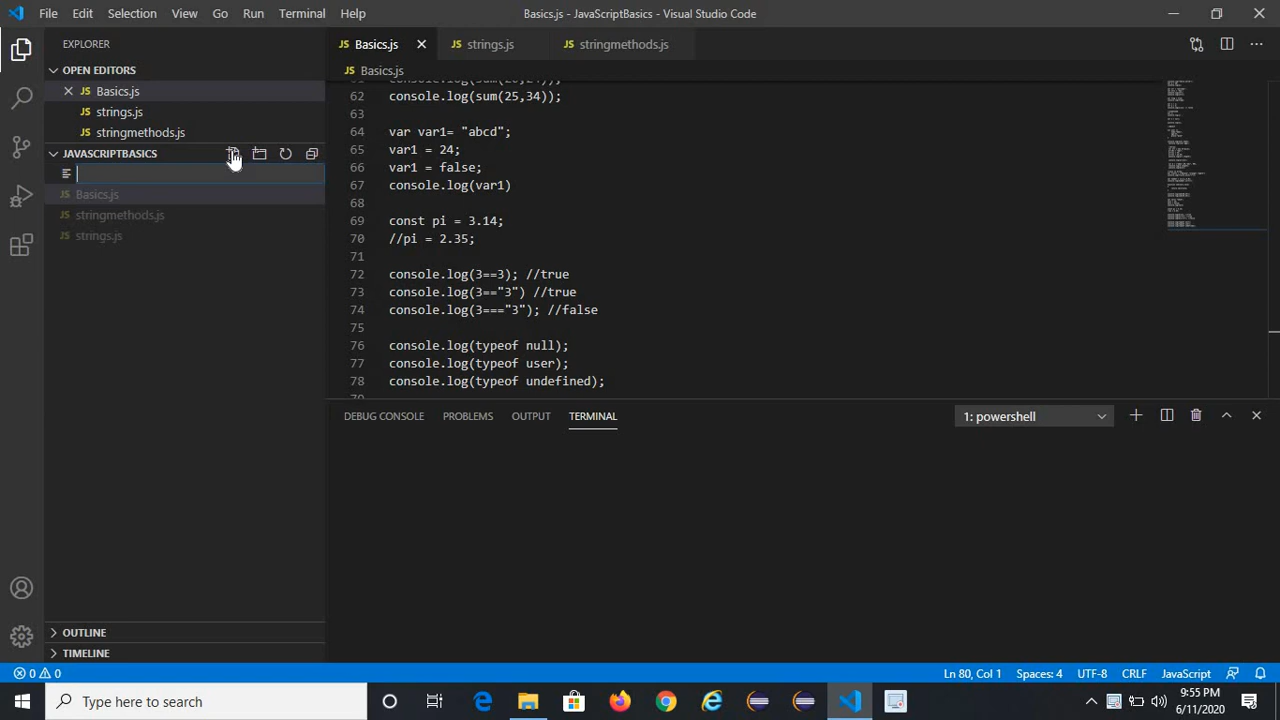 File Edit Selection View Go Run Terminal Help Basics.js - JavaScriptBasics - Visual Studio Code
EXPLORER
OPEN EDITORS
Basics.js
strings.js
stringmethods.js
JAVASCRIPTBASICS
Basics.js
stringmethods.js
strings.js
OUTLINE
TIMELINE
JS Basics.js JS strings.js JS stringmethods.js
JS Basics.js
62 console.log(sum(25,34));
63
64 var var1= "abcd";
65 var1 = 24;
66 var1 = false;
67 console.log(var1)
68
69 const pi = 3.14;
70 //pi = 2.35;
71
72 console.log(3==3); //true
73 console.log(3=="3") //true
74 console.log(3==="3"); //false
75
76 console.log(typeof null);
77 console.log(typeof user);
78 console.log(typeof undefined);
DEBUG CONSOLE PROBLEMS OUTPUT TERMINAL 1: powershell
0 0 Ln 80, Col 1 Spaces: 4 UTF-8 CRLF JavaScript
Type here to search
9:55 PM
6/11/2020